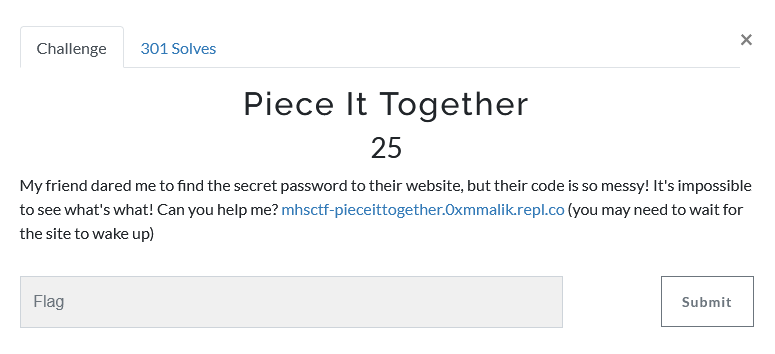 Challenge
301 Solves
×
Piece It Together
25
My friend dared me to find the secret password to their website, but their code is so messy! It's impossible
to see what's what! Can you help me? mhsctf-pieceittogether.0xmmalik.repl.co (you may need to wait for
the site to wake up)
Flag
Submit